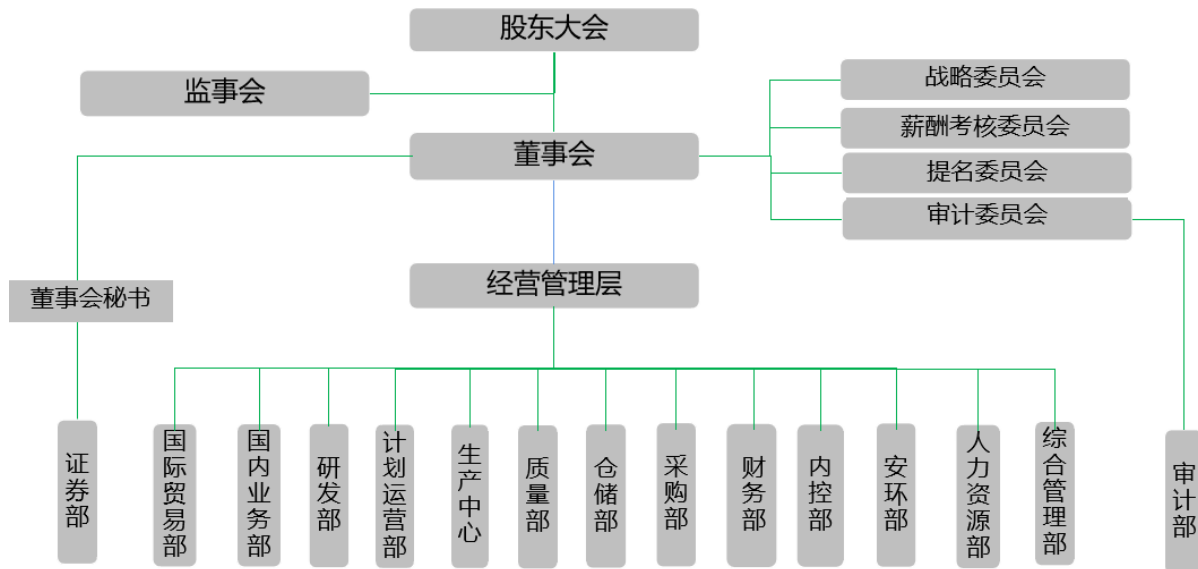 股东大会
监事会
战略委员会
薪酬考核委员会
董事会
提名委员会
审计委员会
经营管理层
董事会秘书
证券部
国际贸易部
国内业务部
研发部
计划运营部
生产中心
质量部
仓储部
采购部
财务部
内控部
安环部
人力资源部
综合管理部
审计部